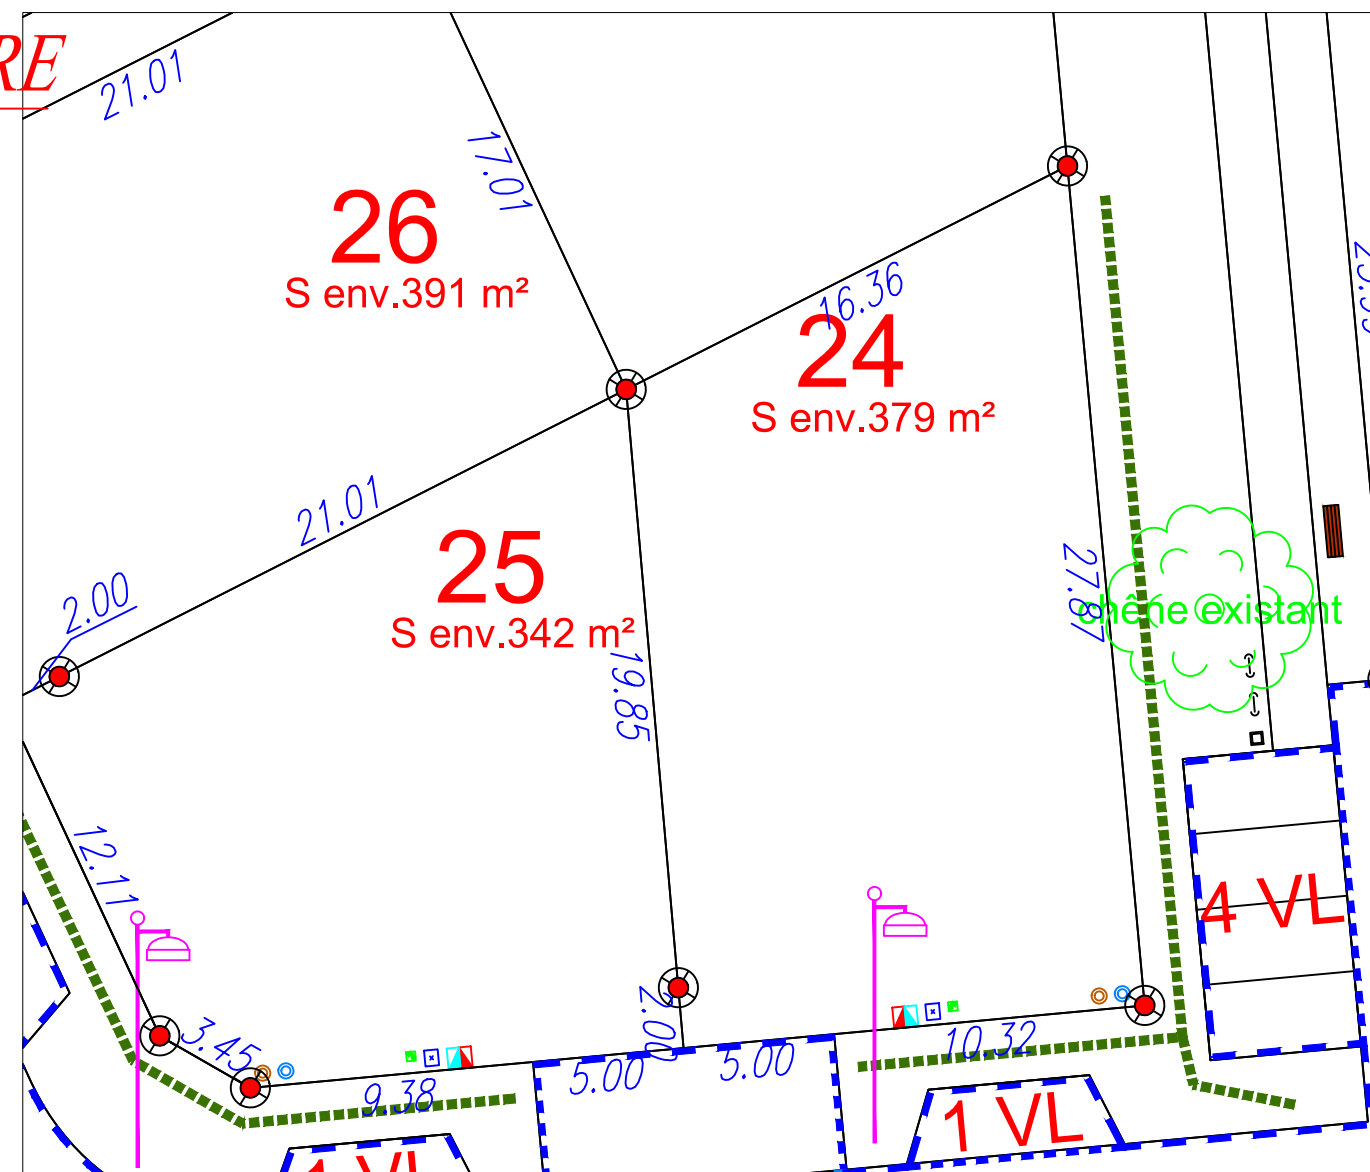 RE
21.01
17.01
26
S env.391 m²
16.36
24
S env.379 m²
21.01
25
S env.342 m²
2.00
19.85
27.87
chêne existant
12.11
4 VL
3.45
2.00
10.32
9.38
5.00
5.00
1 VL
1 VL